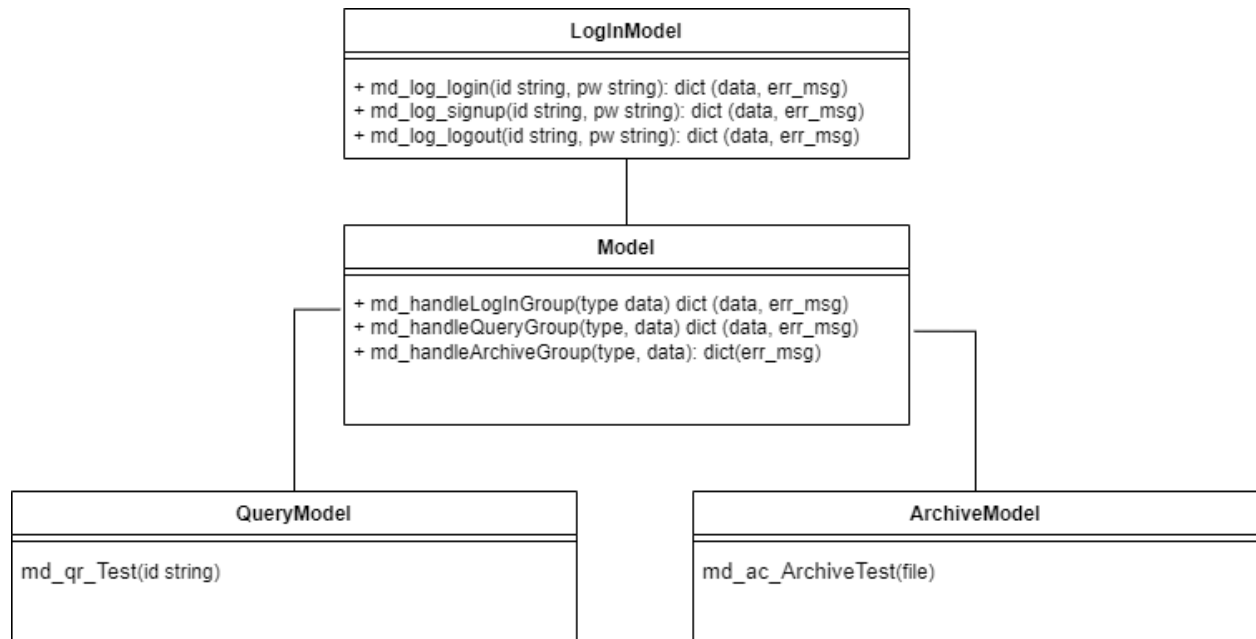 LogInModel
+ md_log_login(id string, pw string): dict (data, err_msg)
+ md_log_signup(id string, pw string): dict (data, err_msg)
+ md_log_logout(id string, pw string): dict (data, err_msg)
Model
+ md_handleLogInGroup(type data) dict (data, err_msg)
+ md_handleQueryGroup(type, data) dict (data, err_msg)
+ md_handleArchiveGroup(type, data): dict(err_msg)
QueryModel
md_qr_Test(id string)
ArchiveModel
md_ac_ArchiveTest(file)